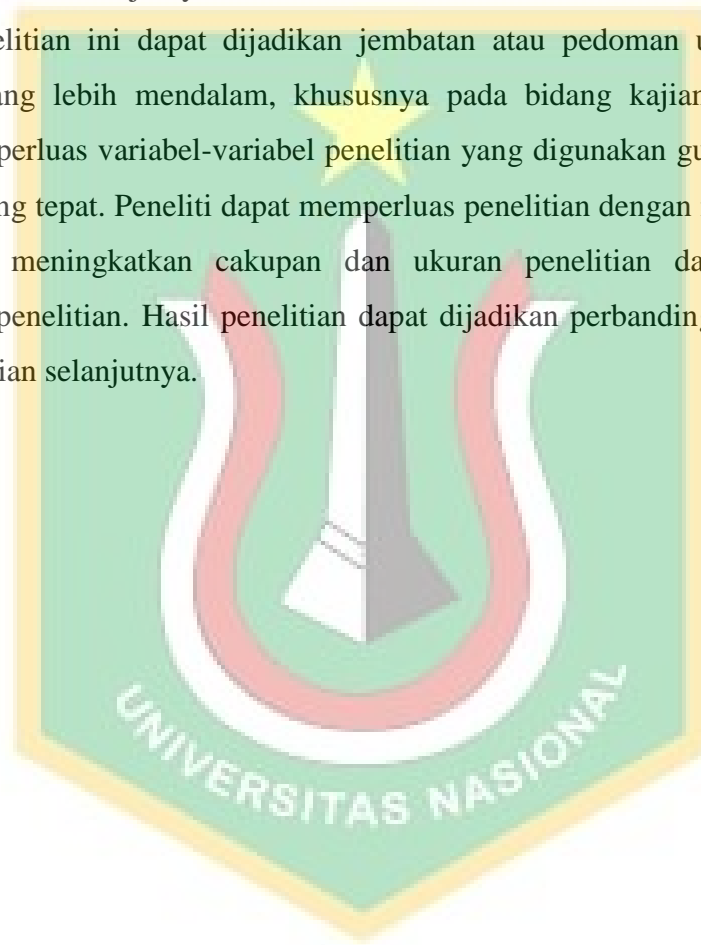 elitian ini dapat dijadikan jembatan atau pedoman u
ang lebih mendalam, khususnya pada bidang kajian
perluas variabel-variabel penelitian yang digunakan gu
ng tepat. Peneliti dapat memperluas penelitian dengan
meningkatkan cakupan dan ukuran penelitian da
penelitian. Hasil penelitian dapat dijadikan perbanding
ian selanjutnya.
UNIVERSITAS NASIONAL